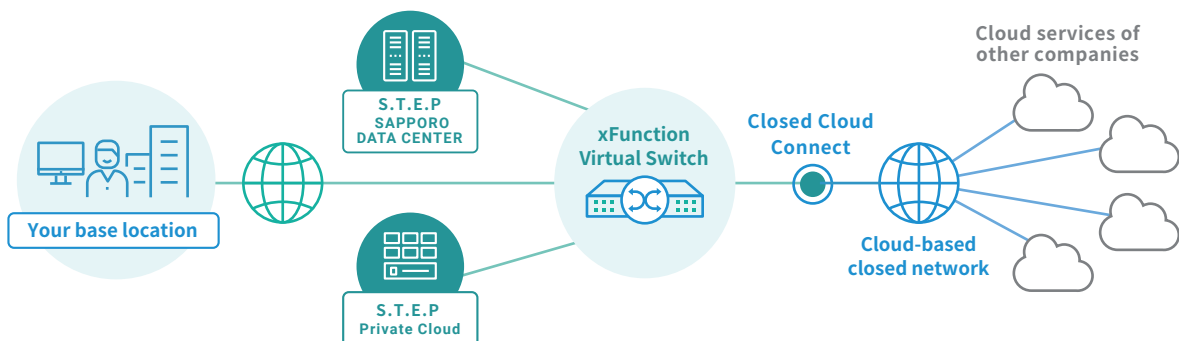 Your base location
S.T.E.P
SAPPORO
DATA CENTER
S.T.E.P
Private Cloud
xFunction
Virtual Switch
Closed Cloud
Connect
Cloud-based
closed network
Cloud services of
other companies